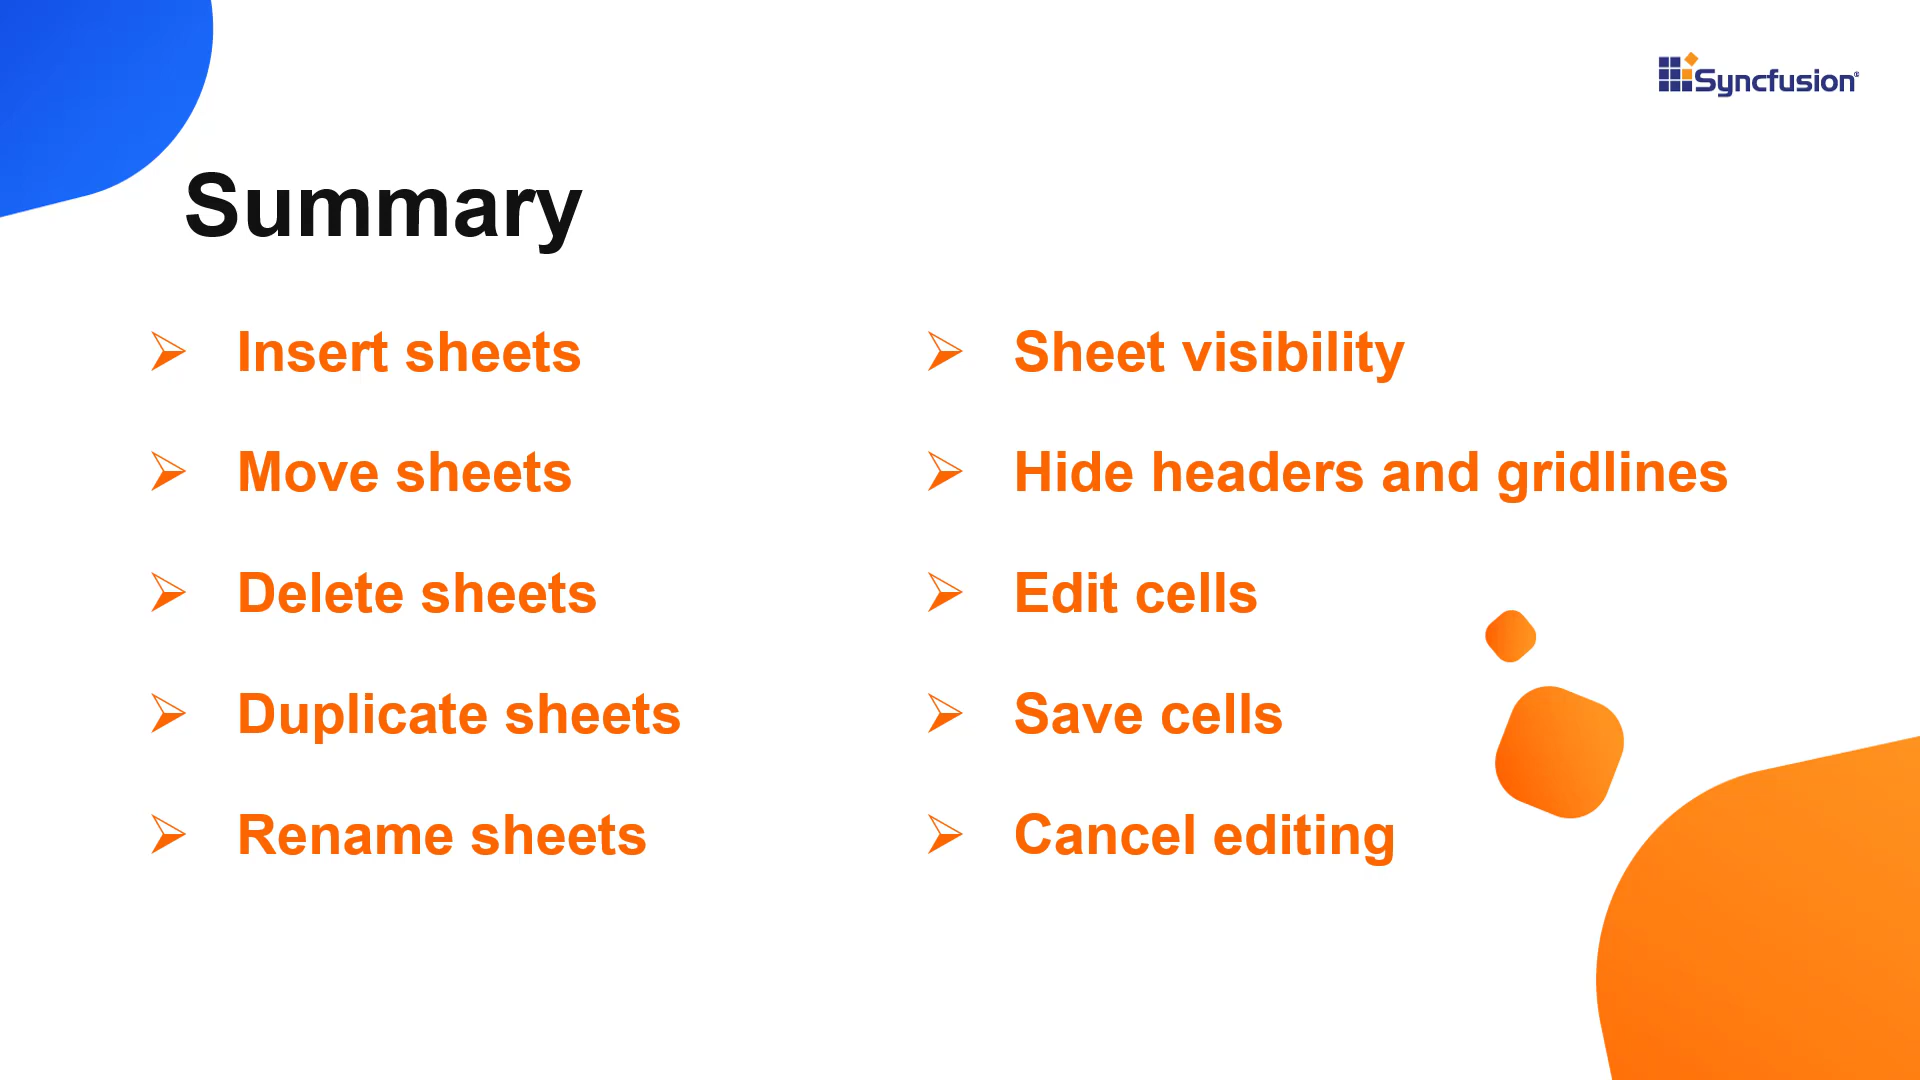 Syncfusion®
Summary
➢ Insert sheets
➢ Move sheets
➢ Delete sheets
➢ Duplicate sheets
➢ Rename sheets
➢ Sheet visibility
➢ Hide headers and gridlines
➢ Edit cells
➢ Save cells
➢ Cancel editing